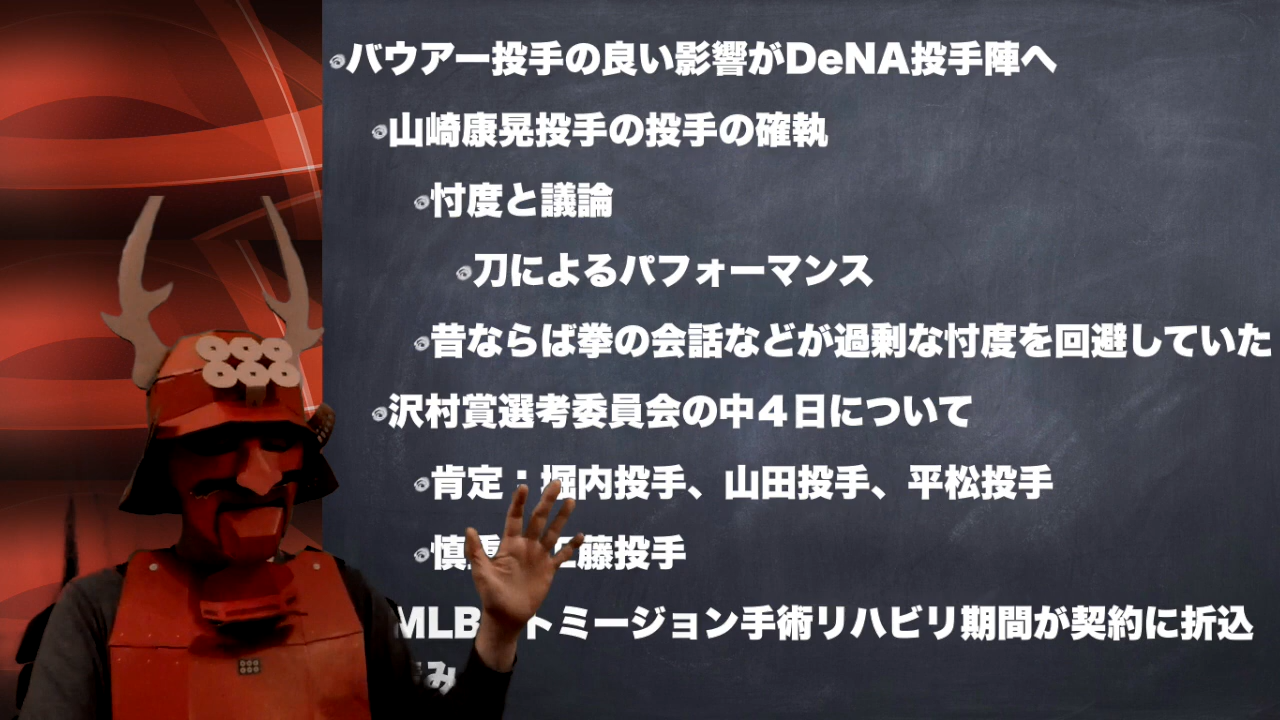 バウアー投手の良い影響がDeNA投手陣へ
山崎康晃投手の投手の確執
忖度と議論
刀によるパフォーマンス
昔ならば拳の会話などが過剰な忖度を回避していた
沢村賞選考委員会の中４日について
肯定：堀内投手、山田投手、平松投手
慎重 藤投手
MLB トミージョン手術リハビリ期間が契約に折込
み